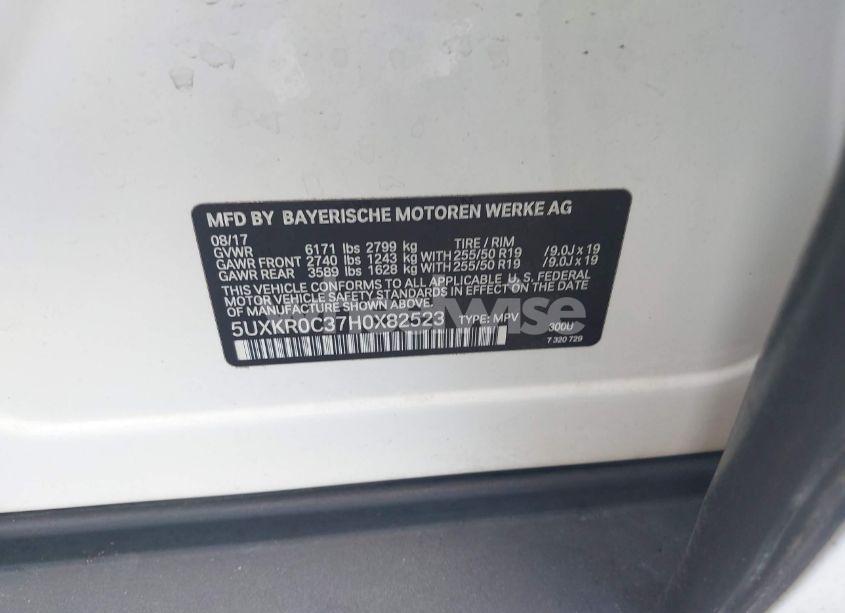 MFD BY BAYERISCHE MOTOREN WERKE AG
08/17
GVWR 6171 lbs 2799 kg TIRE / RIM
GAWR FRONT 2740 lbs 1243 kg WITH 255/50 R19 /9.0J x 19
GAWR REAR 3589 lbs 1628 kg WITH 255/50 R19 /9.0J x 19
THIS VEHICLE CONFORMS TO ALL APPLICABLE U. S. FEDERAL
MOTOR VEHICLE SAFETY STANDARDS IN EFFECT ON THE DATE
OF MANUFACTURE SHOWN ABOVE.
5UXKR0C37H0X82523 TYPE: MPV 300U
7 320 729